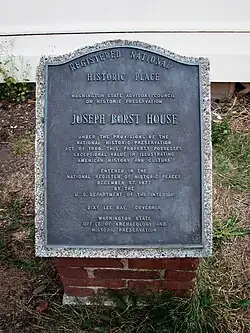 REGISTERED NATIONAL
HISTORIC PLACE
WASHINGTON STATE ADVISORY COUNCIL
ON HISTORIC PRESERVATION
JOSEPH BORST HOUSE
UNDER THE PROVISIONS OF THE
NATIONAL HISTORIC PRESERVATION
ACT OF 1966, THIS PROPERTY POSSESSES
EXCEPTIONAL VALUE IN ILLUSTRATING
AMERICAN HISTORY AND CULTURE
ENTERED IN THE
NATIONAL REGISTER OF HISTORIC PLACES
DECEMBER 27, 1977
BY THE
U. S. DEPARTMENT OF THE INTERIOR
DIXY LEE RAY, GOVERNOR
WASHINGTON STATE
OFFICE OF ARCHAEOLOGY AND
HISTORIC PRESERVATION